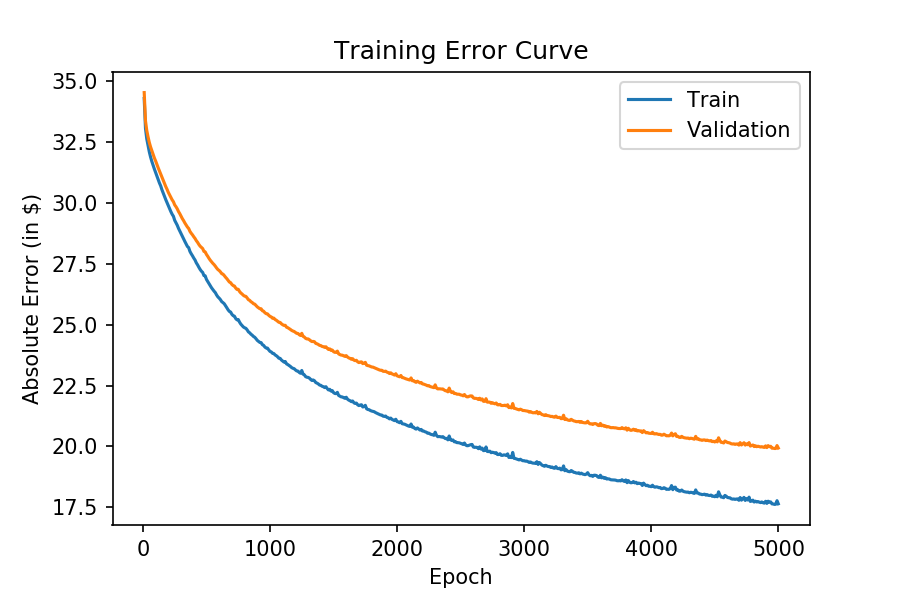 Training Error Curve
Train
Validation
Absolute Error (in $)
35.0
32.5
30.0
27.5
25.0
22.5
20.0
17.5
0 1000 2000 3000 4000 5000
Epoch